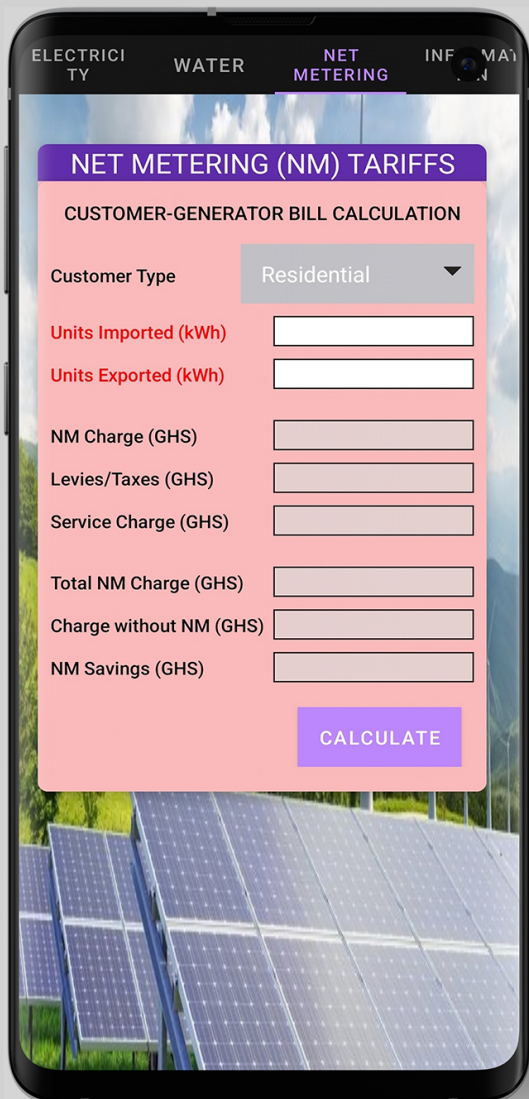 ELECTRICI
TY
WATER
NET
METERING
NET METERING (NM) TARIFFS
CUSTOMER-GENERATOR BILL CALCULATION
Customer Type
Residential
Units Imported (kWh)
Units Exported (kWh)
NM Charge (GHS)
Levies/Taxes (GHS)
Service Charge (GHS)
Total NM Charge (GHS)
Charge without NM (GHS)
NM Savings (GHS)
CALCULATE